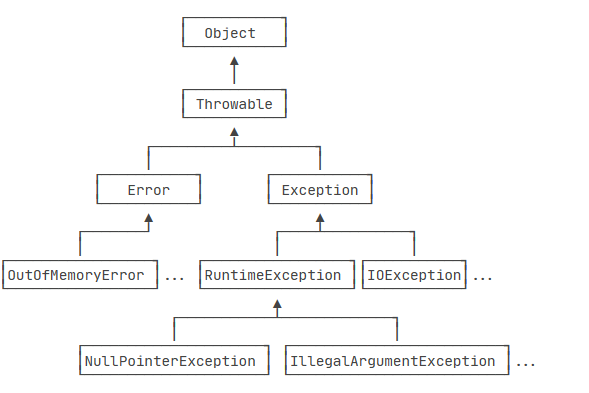 Object
Throwable
Error Exception
OutOfMemoryError ... RuntimeException IOException ...
NullPointerException IllegalArgumentException ...